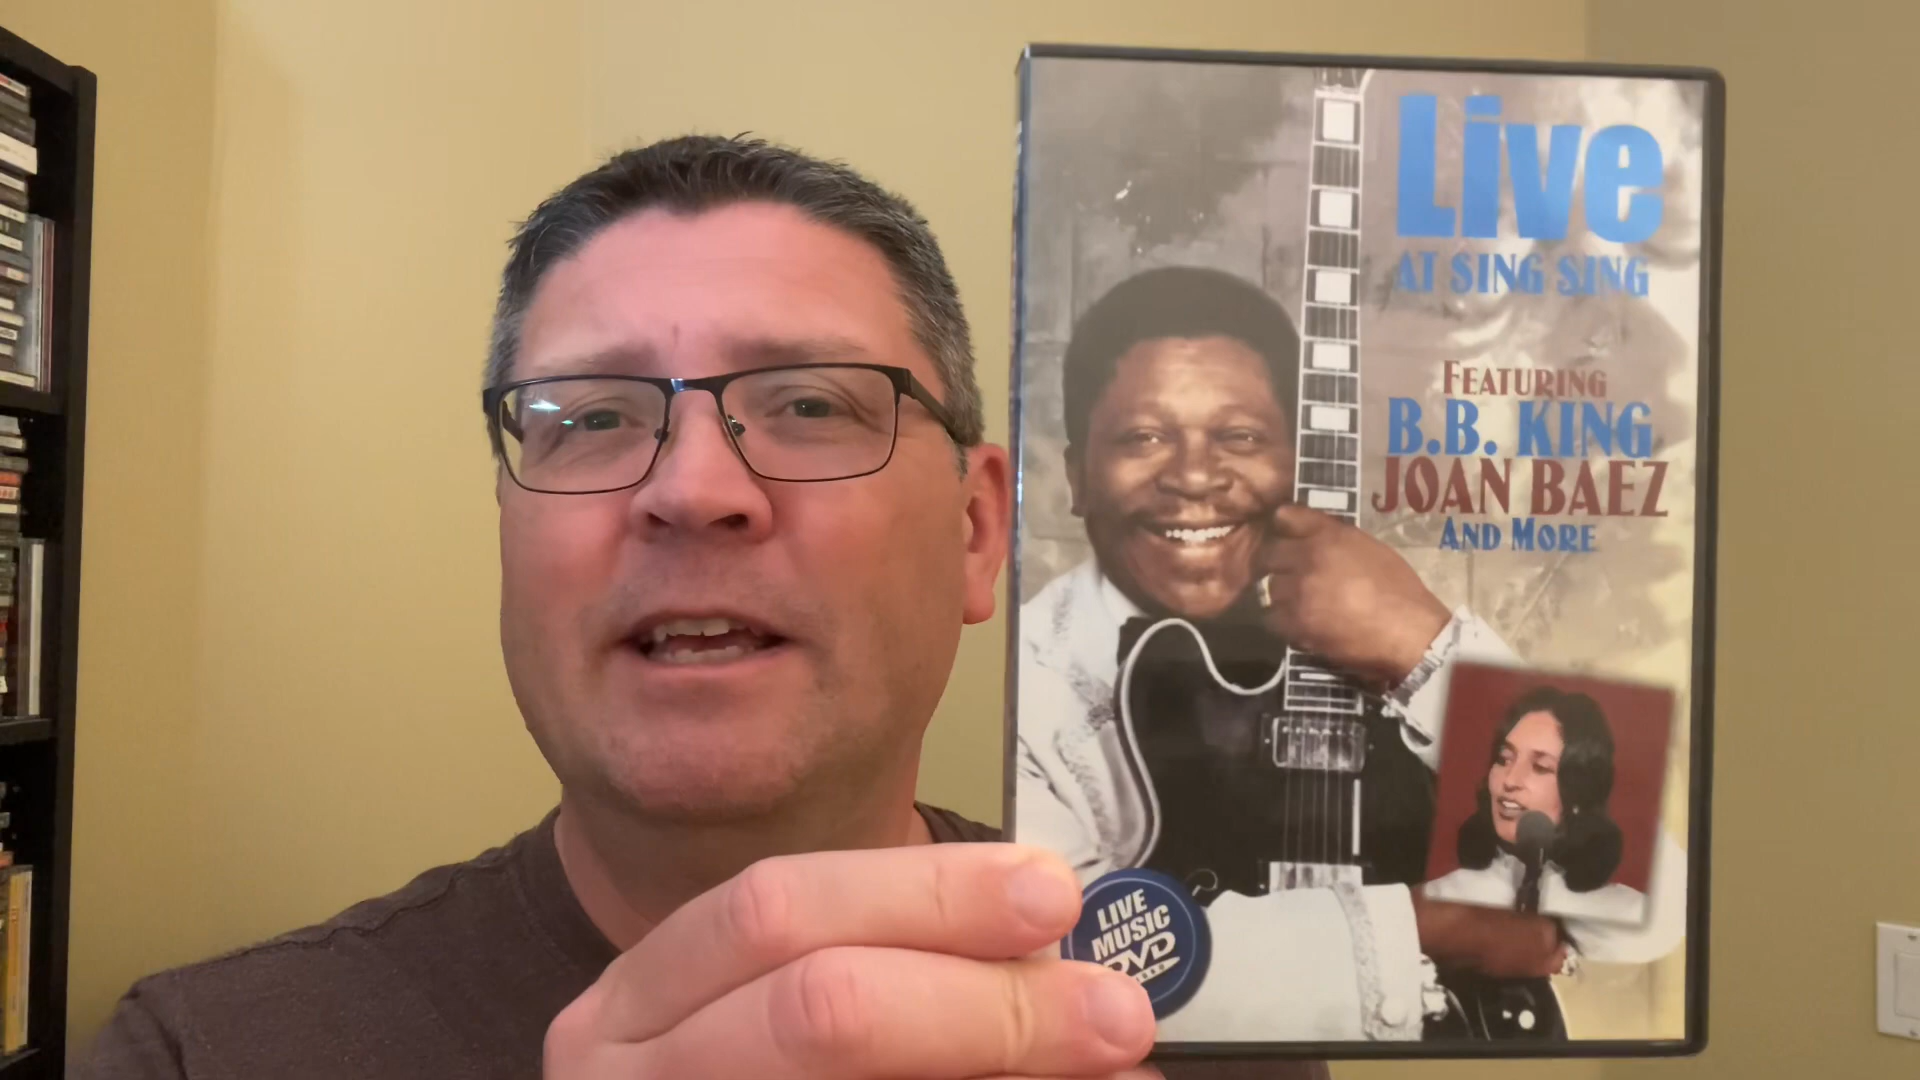 Live
AT SING SING
FEATURING
B.B. KING
JOAN BAEZ
AND MORE
LIVE
MUSIC
DVD